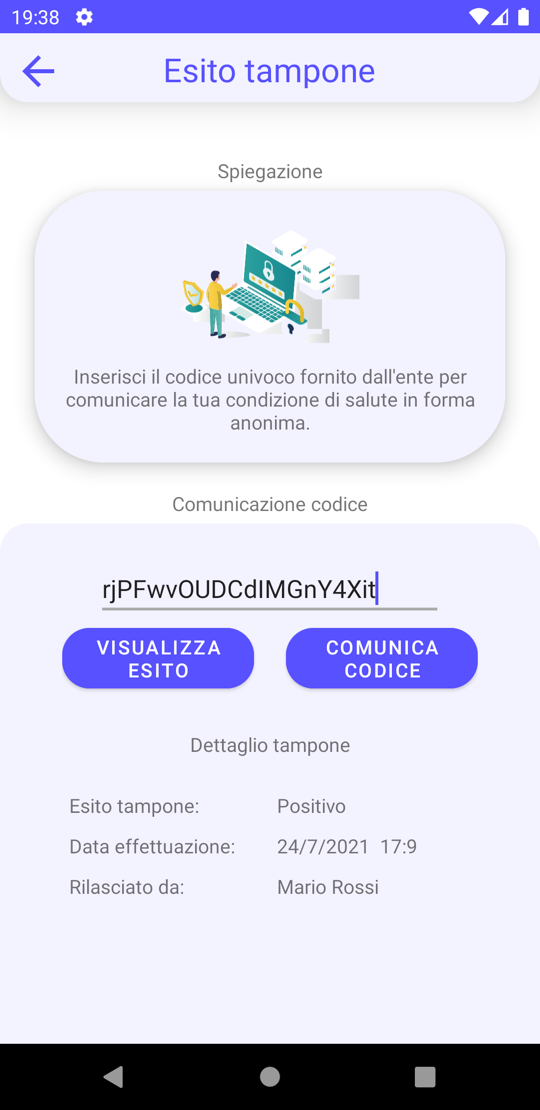 19:38
Esito tampone
Spiegazione
Inserisci il codice univoco fornito dall'ente per
comunicare la tua condizione di salute in forma
anonima.
Comunicazione codice
rjPFwvOUDCdIMGnY4Xit
VISUALIZZA
ESITO
COMUNICA
CODICE
Dettaglio tampone
Esito tampone: Positivo
Data effettuazione: 24/7/2021 17:9
Rilasciato da: Mario Rossi